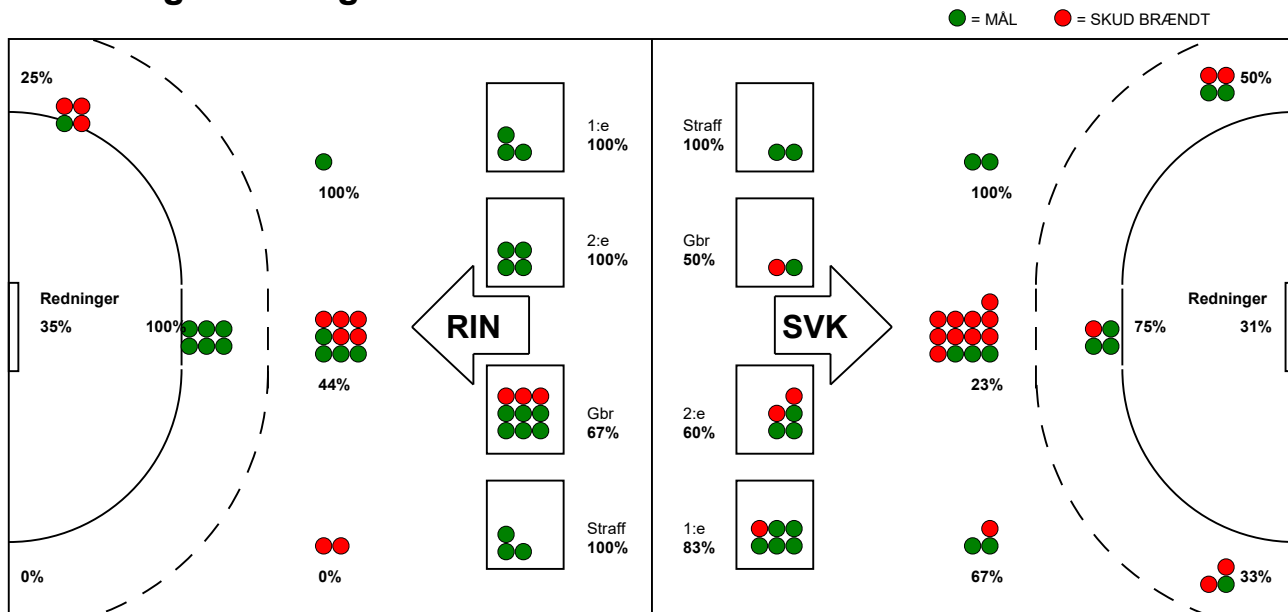 = MÅL = SKUD BRÆNDT
25%
50%
1:e
100%
Straff
100%
100%
100%
2:e
100%
Gbr
50%
Redninger
35%
100%
RIN
SVK
75%
Redninger
31%
44%
23%
Gbr
67%
2:e
60%
Straff
100%
1:e
83%
0%
0%
67%
33%